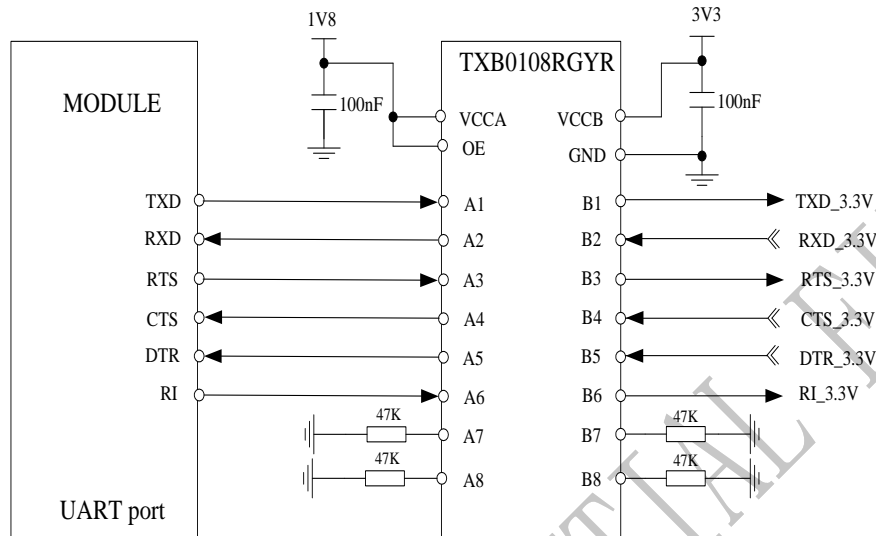 1V8
3V3
TXB0108RGYR
MODULE
100nF
100nF
VCCA
VCCB
OE
GND
TXD
A1
B1
TXD_3.3V
RXD
A2
B2
RXD_3.3V
RTS
A3
B3
RTS_3.3V
CTS
A4
B4
CTS_3.3V
DTR
A5
B5
DTR_3.3V
RI
A6
B6
RI_3.3V
47K
A7
B7
47K
47K
A8
B8
47K
UART port